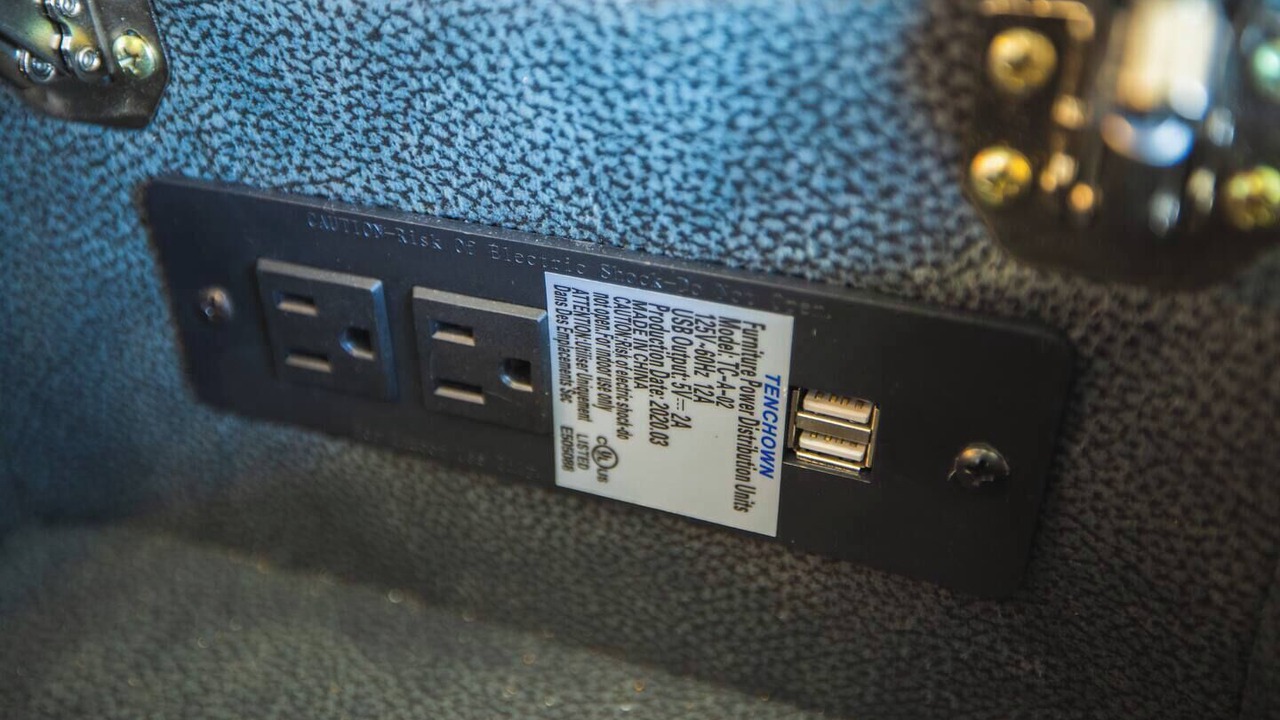 CAUTION-Risk Of Electric Shock-Do Not Open
TENCHOWN
Furniture Power Distribution Units
Model: TC-A-02
125V~60Hz 12A
USB Output: 5V⎓2A
Production Date: 2020.03
MADE IN CHINA
CAUTION:Risk of electric shock-do
not open. For indoor use only
ATTENTION:Utiliser Uniquement
Dans Des Emplacements Sec
c UL US
LISTED